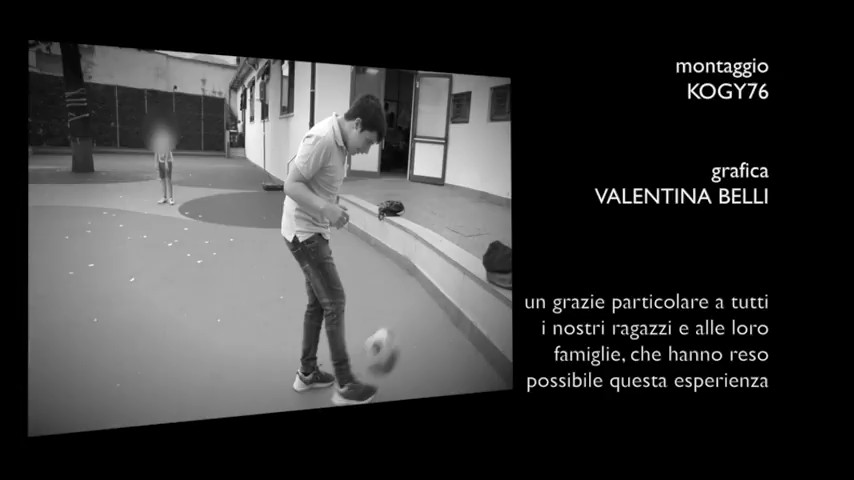 montaggio
KOGY76
grafica
VALENTINA BELLI
un grazie particolare a tutti
i nostri ragazzi e alle loro
famiglie, che hanno reso
possibile questa esperienza